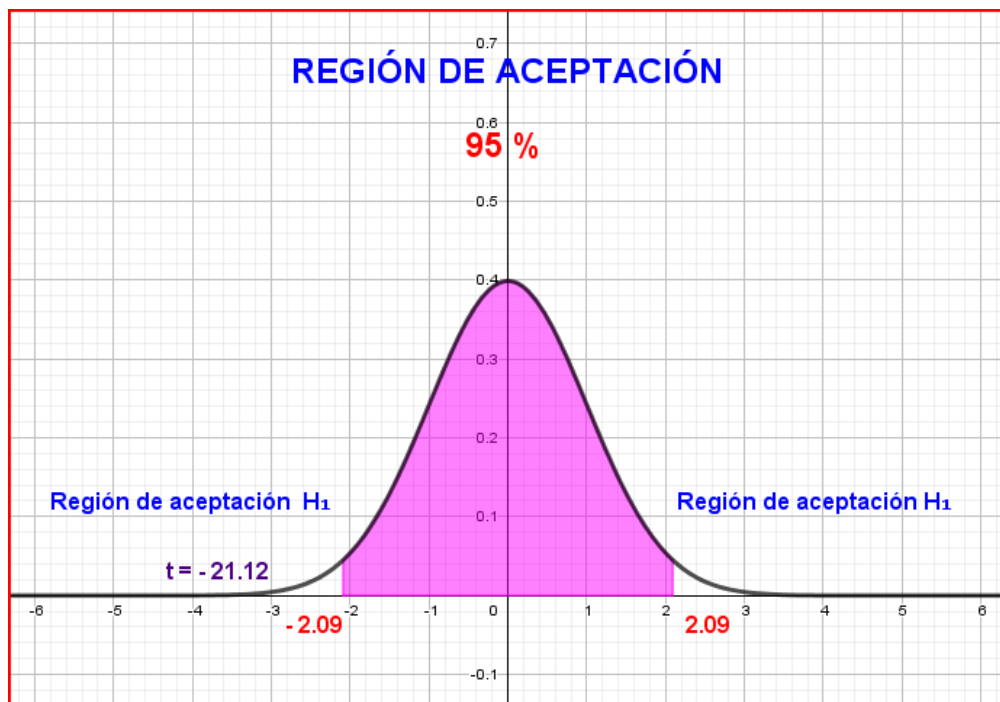 0.7
REGIÓN DE ACEPTACIÓN
0.6
95 %
0.5
0.4
0.3
0.2
Región de aceptación H₁
Región de aceptación H₁
0.1
t = - 21.12
-6 -5 -4 -3 -2 -1 0 1 2 3 4 5 6
- 2.09
2.09
-0.1